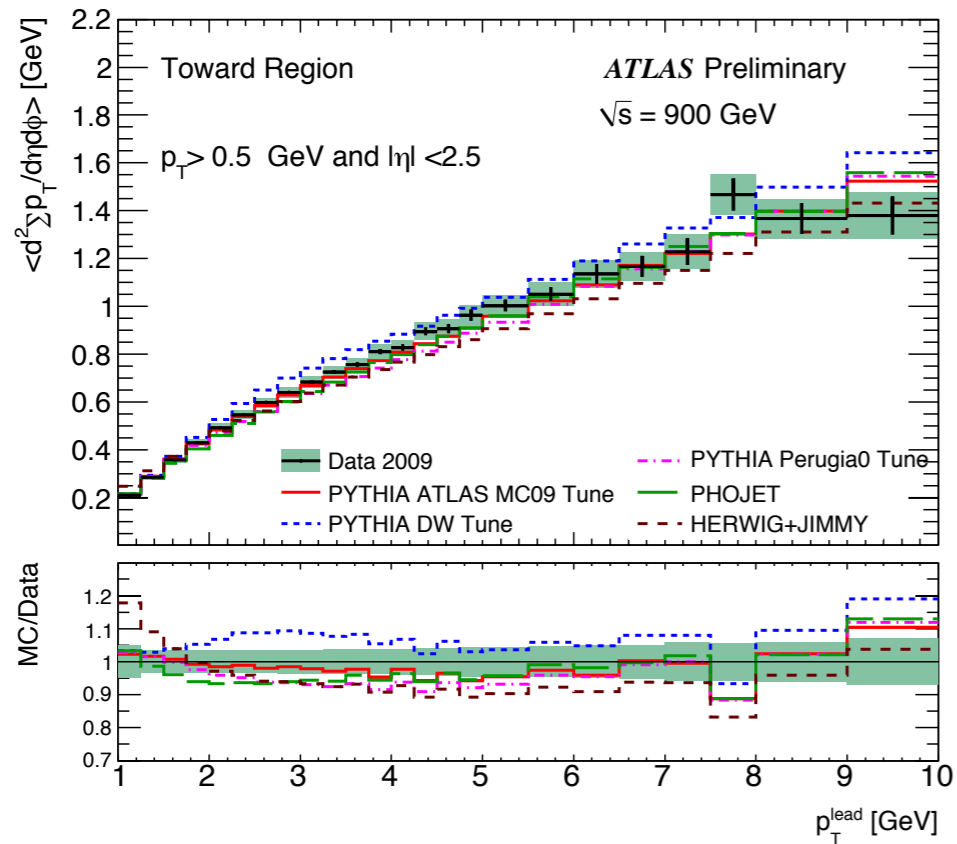 <d²∑p_T/dηdφ> [GeV]
2.2
2
1.8
1.6
1.4
1.2
1
0.8
0.6
0.4
0.2
Toward Region
ATLAS Preliminary
√s = 900 GeV
p_T > 0.5 GeV and |η| <2.5
Data 2009
PYTHIA ATLAS MC09 Tune
PYTHIA DW Tune
PYTHIA Perugia0 Tune
PHOJET
HERWIG+JIMMY
MC/Data
1.2
1.1
1
0.9
0.8
0.7
1 2 3 4 5 6 7 8 9 10
p_T^lead [GeV]